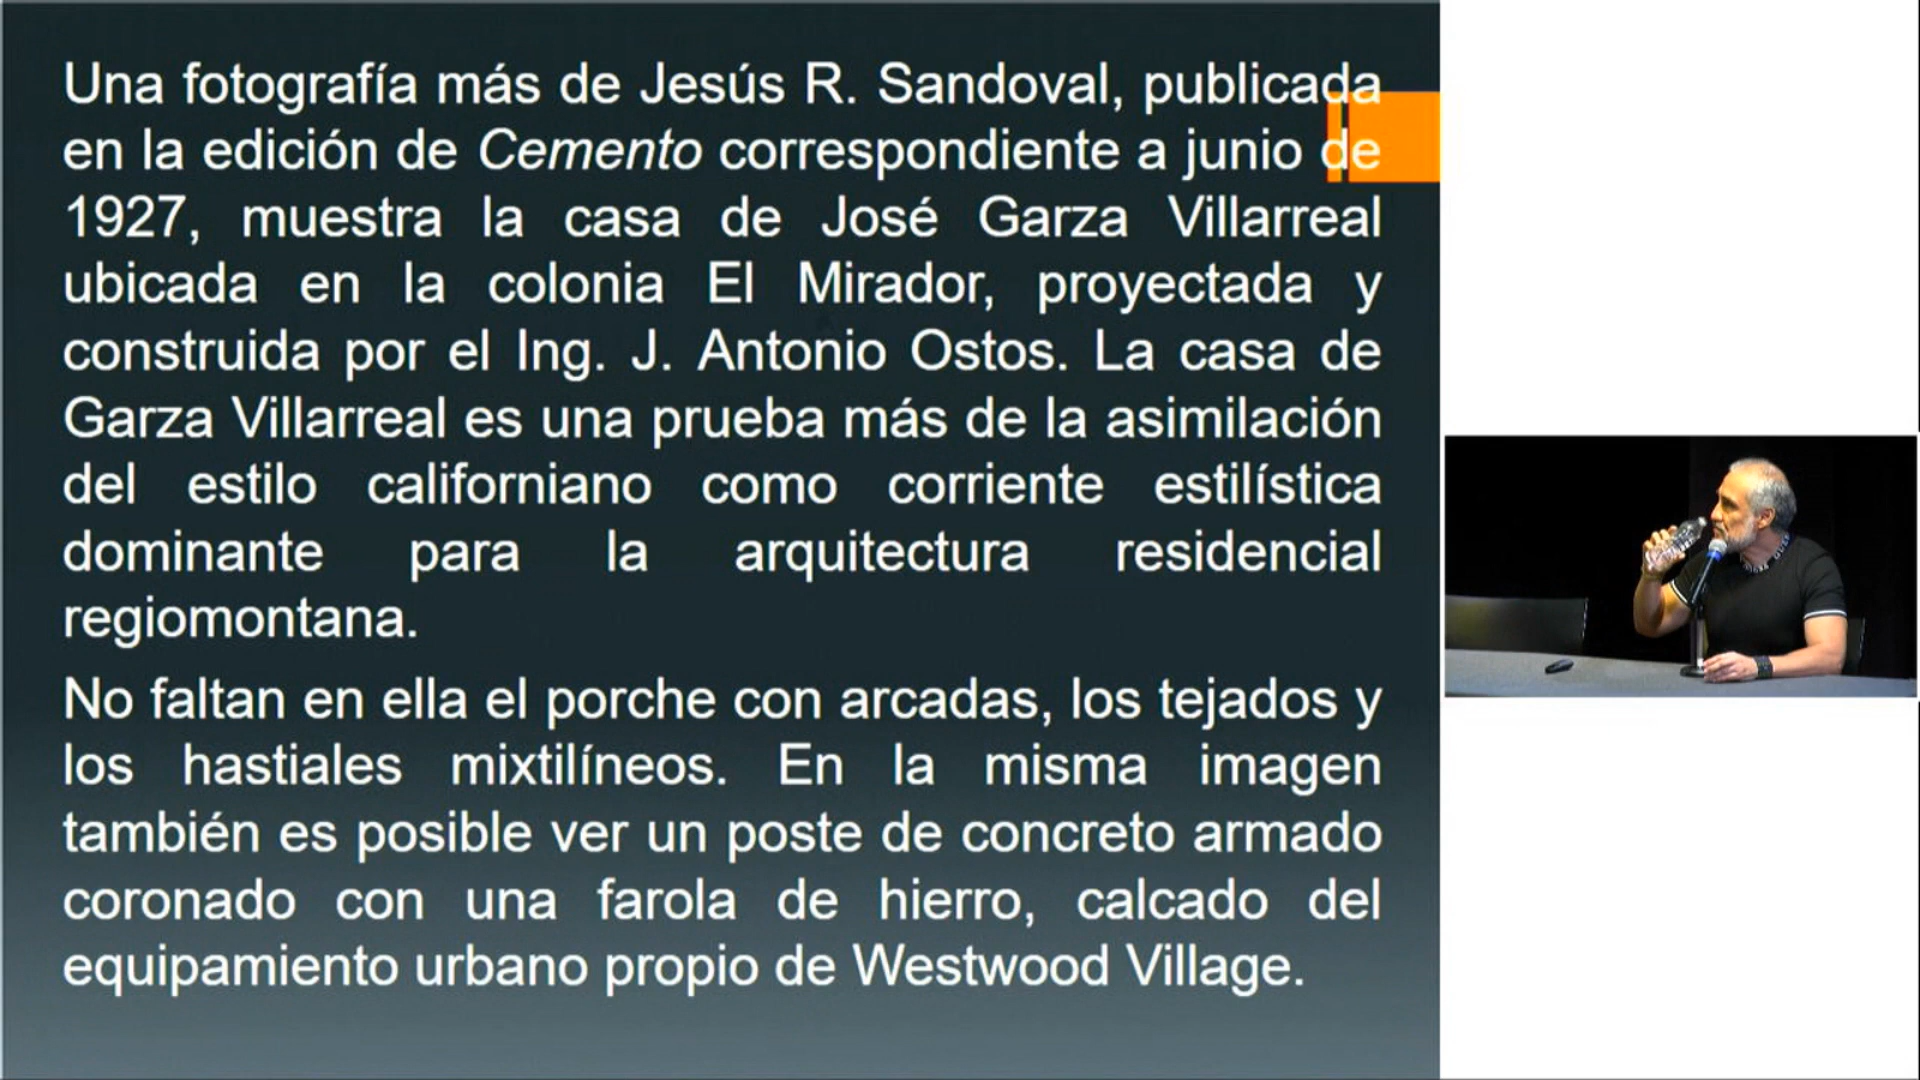 Una fotografía más de Jesús R. Sandoval, publicada
en la edición de Cemento correspondiente a junio de
1927, muestra la casa de José Garza Villarreal
ubicada en la colonia El Mirador, proyectada y
construida por el Ing. J. Antonio Ostos. La casa de
Garza Villarreal es una prueba más de la asimilación
del estilo californiano como corriente estilística
dominante para la arquitectura residencial
regiomontana.
No faltan en ella el porche con arcadas, los tejados y
los hastiales mixtilíneos. En la misma imagen
también es posible ver un poste de concreto armado
coronado con una farola de hierro, calcado del
equipamiento urbano propio de Westwood Village.